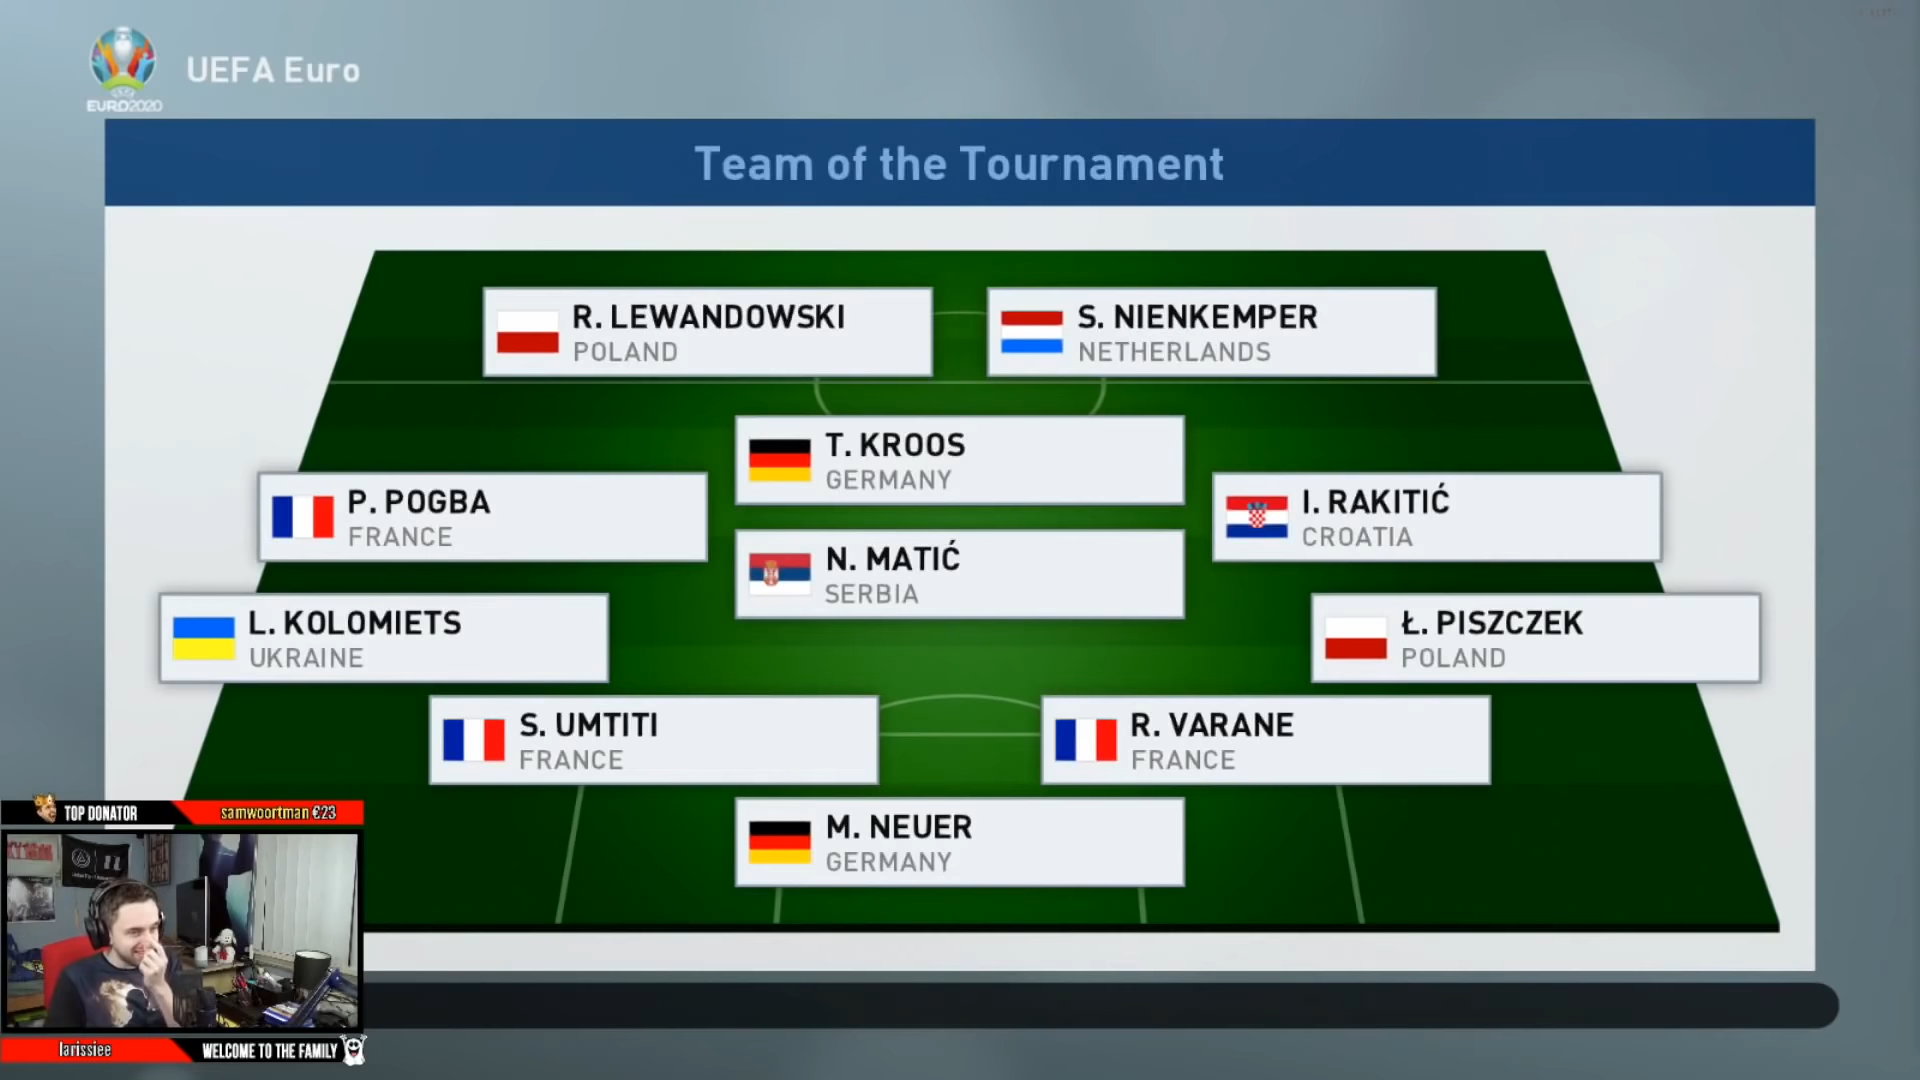 UEFA Euro
EURO2020
Team of the Tournament
R. LEWANDOWSKI
POLAND
S. NIENKEMPER
NETHERLANDS
T. KROOS
GERMANY
P. POGBA
FRANCE
I. RAKITIĆ
CROATIA
N. MATIĆ
SERBIA
L. KOLOMIETS
UKRAINE
Ł. PISZCZEK
POLAND
S. UMTITI
FRANCE
R. VARANE
FRANCE
M. NEUER
GERMANY
TOP DONATOR
samwoortman €23
larissiee
WELCOME TO THE FAMILY